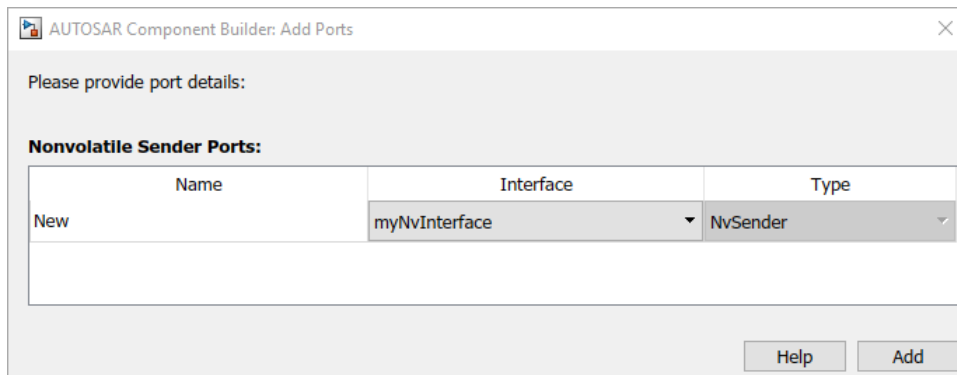 AUTOSAR Component Builder: Add Ports
Please provide port details:
Nonvolatile Sender Ports:
Name Interface Type
New myNvInterface NvSender
Help Add